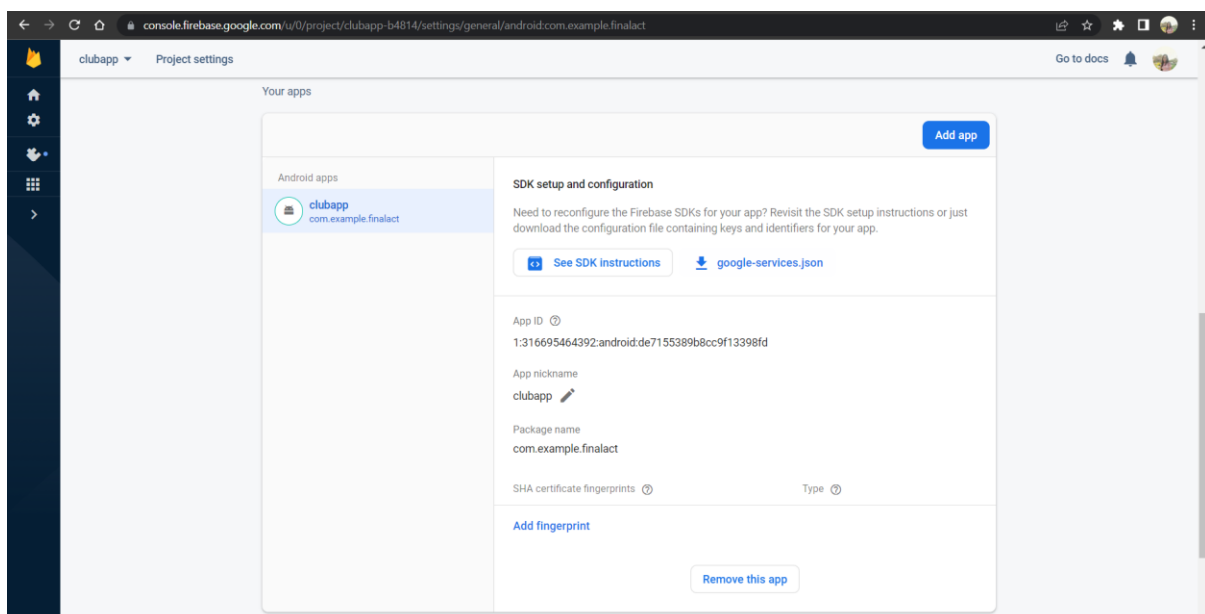 console.firebase.google.com/u/0/project/clubapp-b4814/settings/general/android:com.example.finalact
clubapp Project settings
Go to docs
Your apps
Add app
Android apps
clubapp
com.example.finalact
SDK setup and configuration
Need to reconfigure the Firebase SDKs for your app? Revisit the SDK setup instructions or just
download the configuration file containing keys and identifiers for your app.
See SDK instructions google-services.json
App ID
1:316695464392:android:de7155389b8cc9f13398fd
App nickname
clubapp
Package name
com.example.finalact
SHA certificate fingerprints Type
Add fingerprint
Remove this app